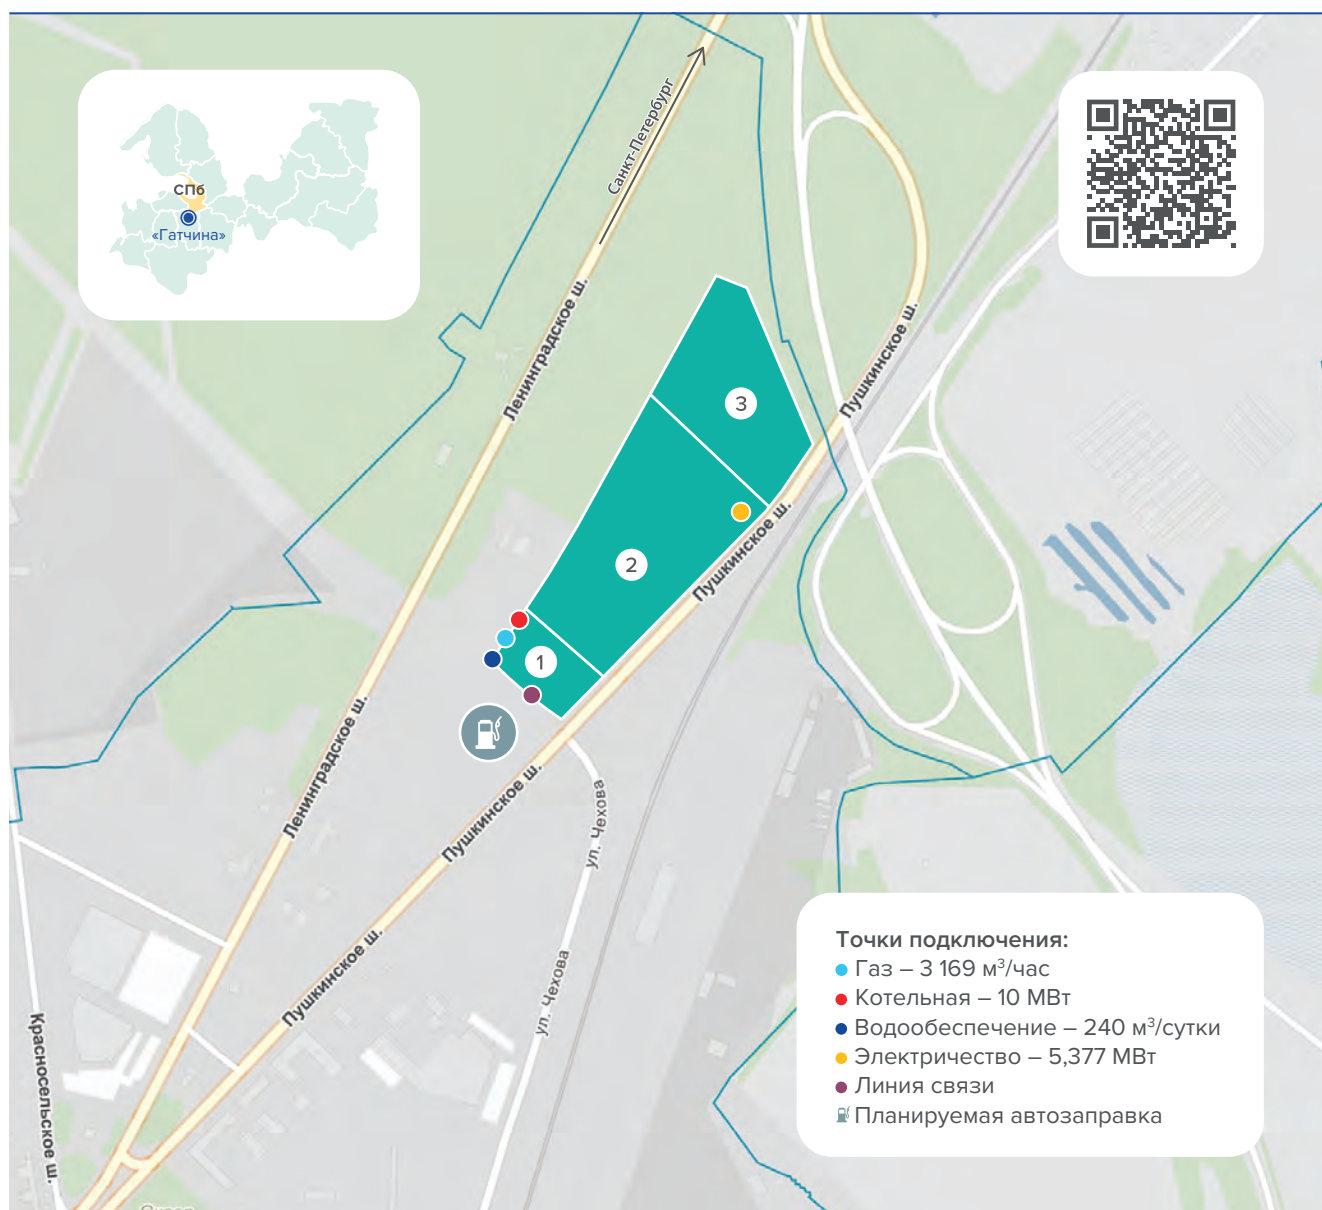 СПб
«Гатчина»
Санкт-Петербург
Ленинградское ш.
Пушкинское ш.
3
2
Пушкинское ш.
1
Ленинградское ш.
Пушкинское ш.
ул. Чехова
Пушкинское ш.
ул. Чехова
Красносельское ш.
Точки подключения:
Газ – 3 169 м³/час
Котельная – 10 МВт
Водообеспечение – 240 м³/сутки
Электричество – 5,377 МВт
Линия связи
Планируемая автозаправка